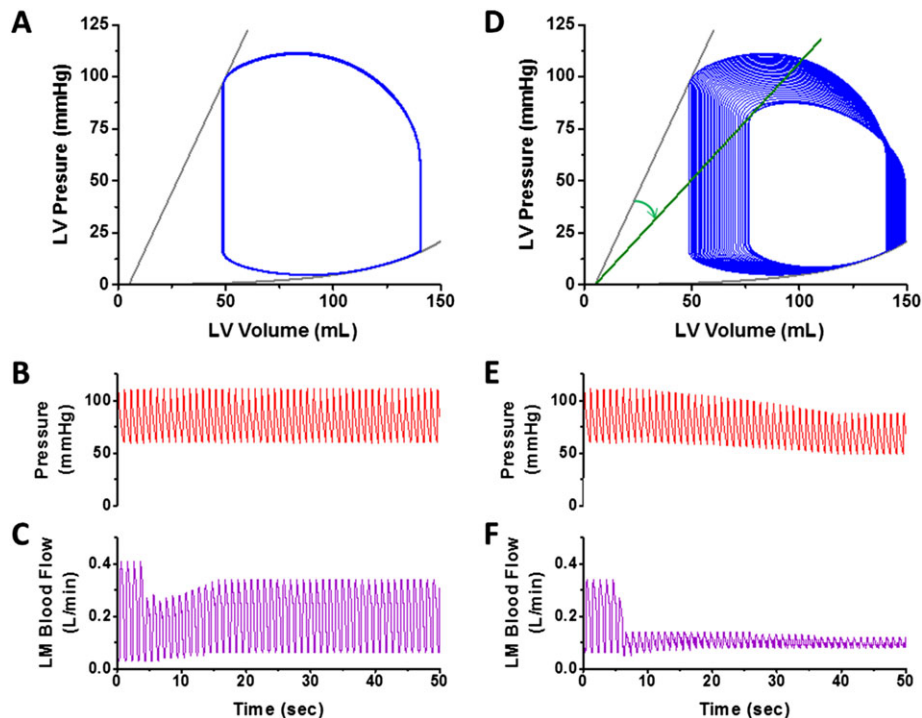 A
LV Presure (mmHg)
125
100
75
50
25
0
0 50 100 150
LV Volume (mL)
B
Pressure
(mmHg)
100
50
0
C
LM Blood Flow
(L/min)
0.4
0.2
0.0
0 10 20 30 40 50
Time (sec)
D
LV Pressure (mmHg)
125
100
75
50
25
0
0 50 100 150
LV Volume (mL)
E
Pressure
(mmHg)
100
50
0
F
LM Blood Flow
(L/min)
0.4
0.2
0.0
0 10 20 30 40 50
Time (sec)